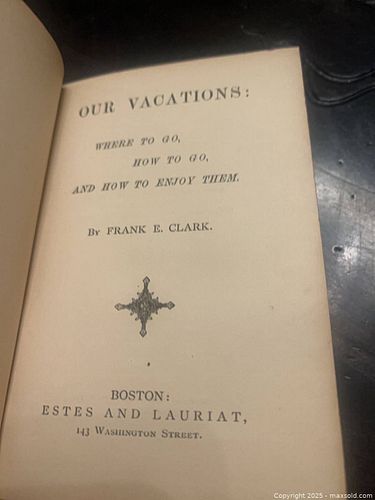 OUR VACATIONS:
WHERE TO GO,
HOW TO GO,
AND HOW TO ENJOY THEM.
BY FRANK E. CLARK.
BOSTON:
ESTES AND LAURIAT,
143 WASHINGTON STREET.
Copyright 2025 - maxsold.com